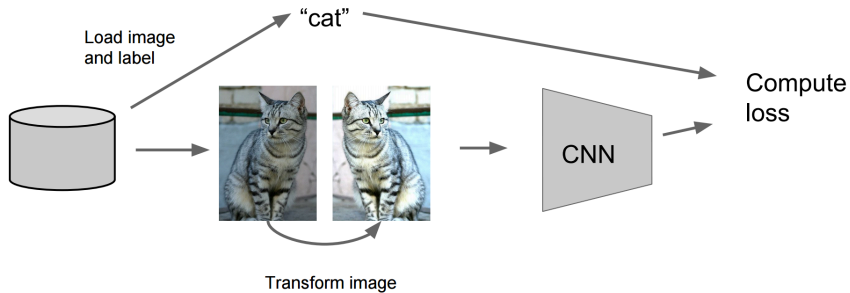 Load image
and label
“cat”
Compute
loss
CNN
Transform image